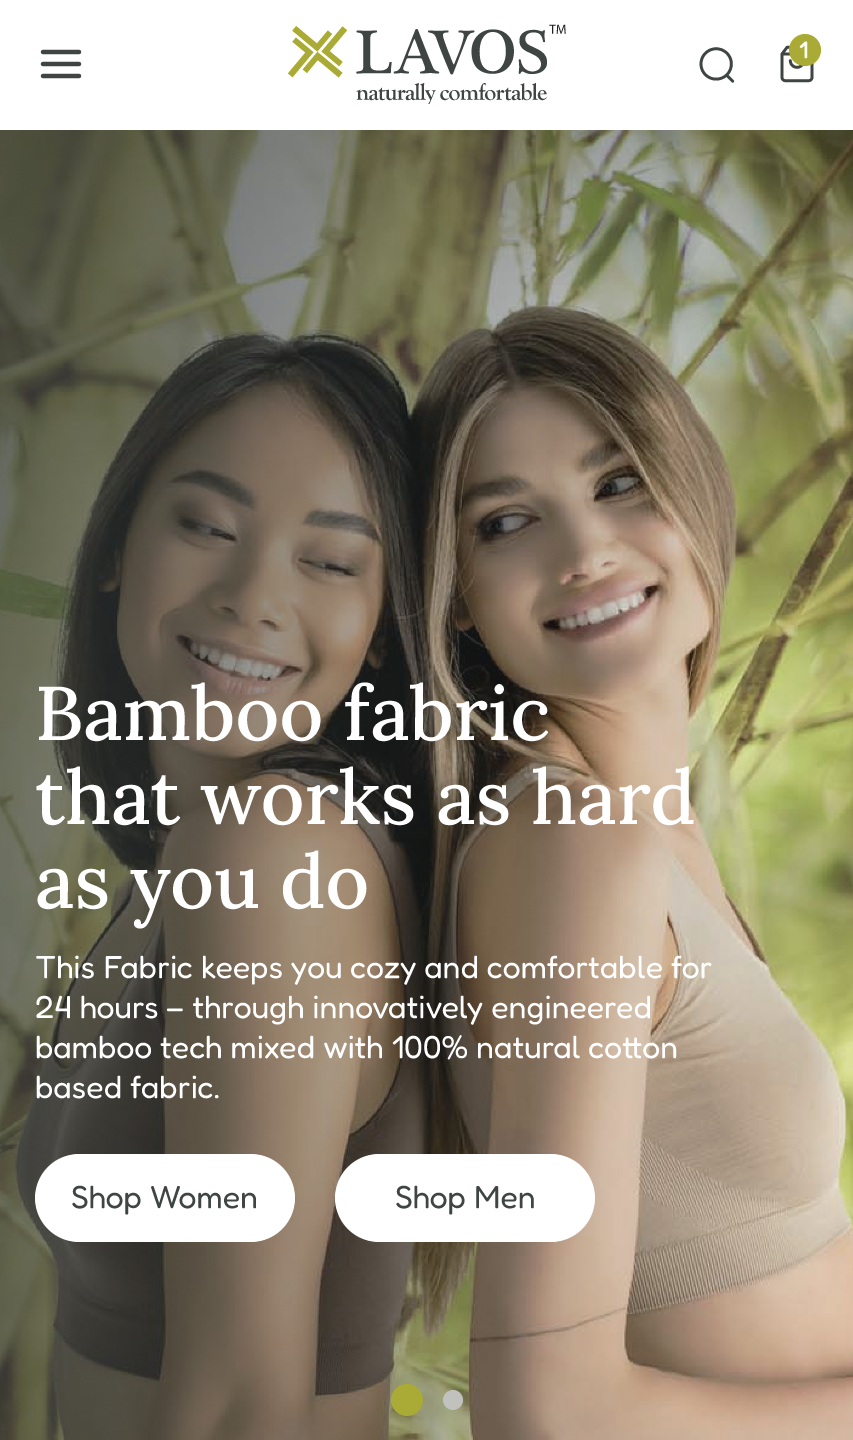 LAVOS™
naturally comfortable
1
Bamboo fabric
that works as hard
as you do
This Fabric keeps you cozy and comfortable for
24 hours – through innovatively engineered
bamboo tech mixed with 100% natural cotton
based fabric.
Shop Women
Shop Men